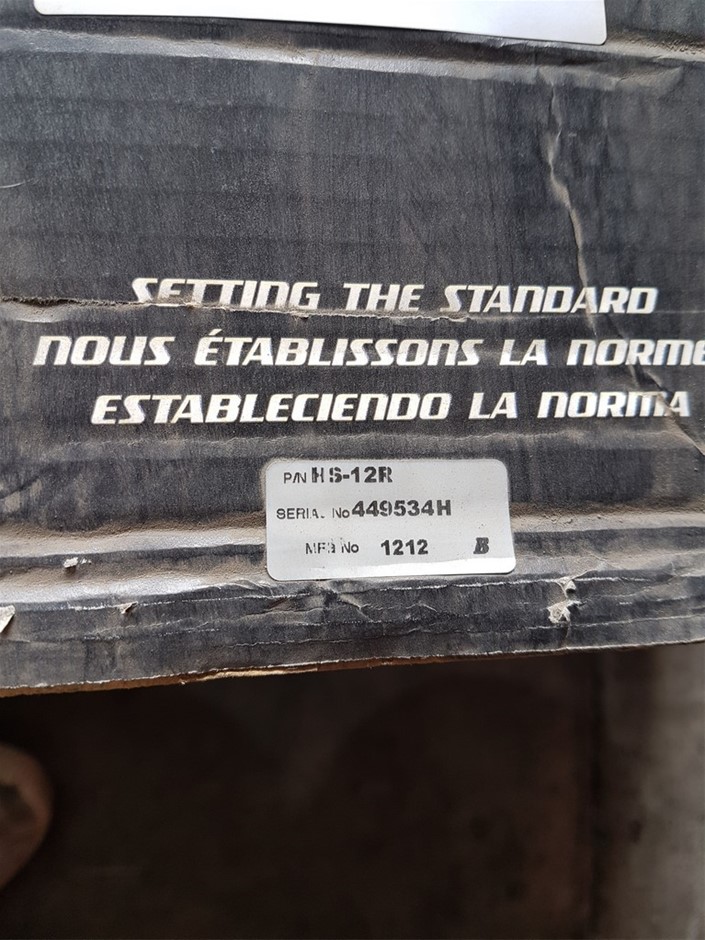 SETTING THE STANDARD
NOUS ÉTABLISSONS LA NORME
ESTABLECIENDO LA NORMA
P/N HS-12R
SERIAL No 449534H
MFG No 1212 B